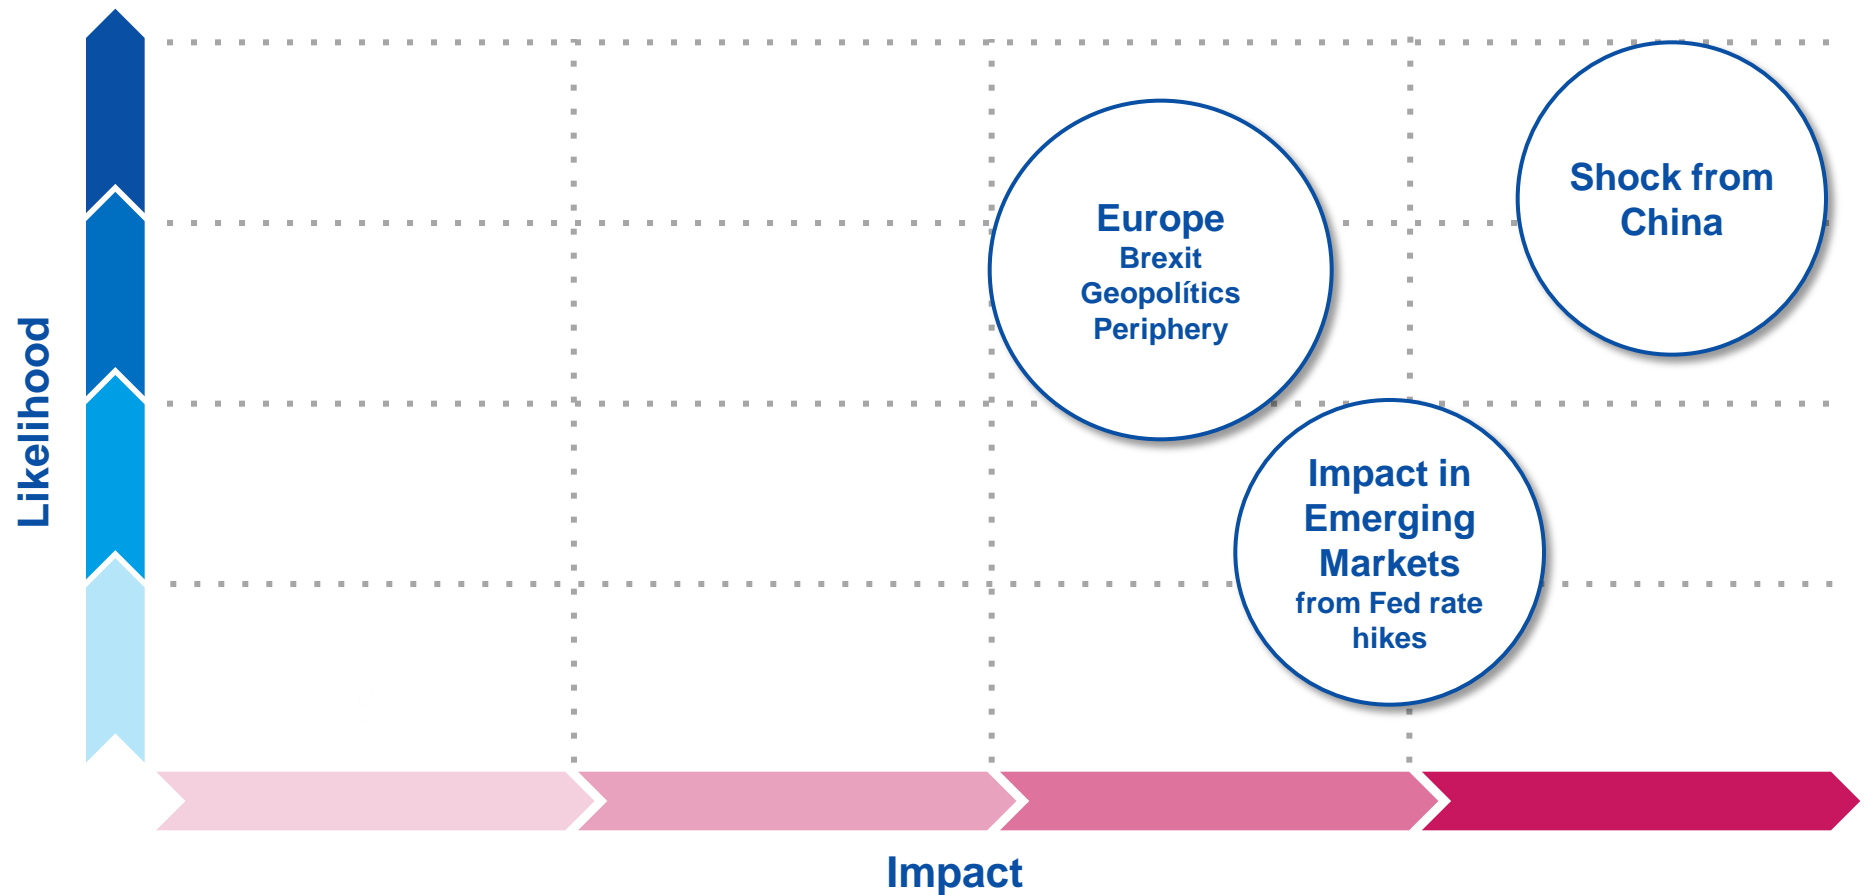 Likelihood
Europe
Brexit
Geopolítics
Periphery
Shock from
China
Impact in
Emerging
Markets
from Fed rate
hikes
Impact